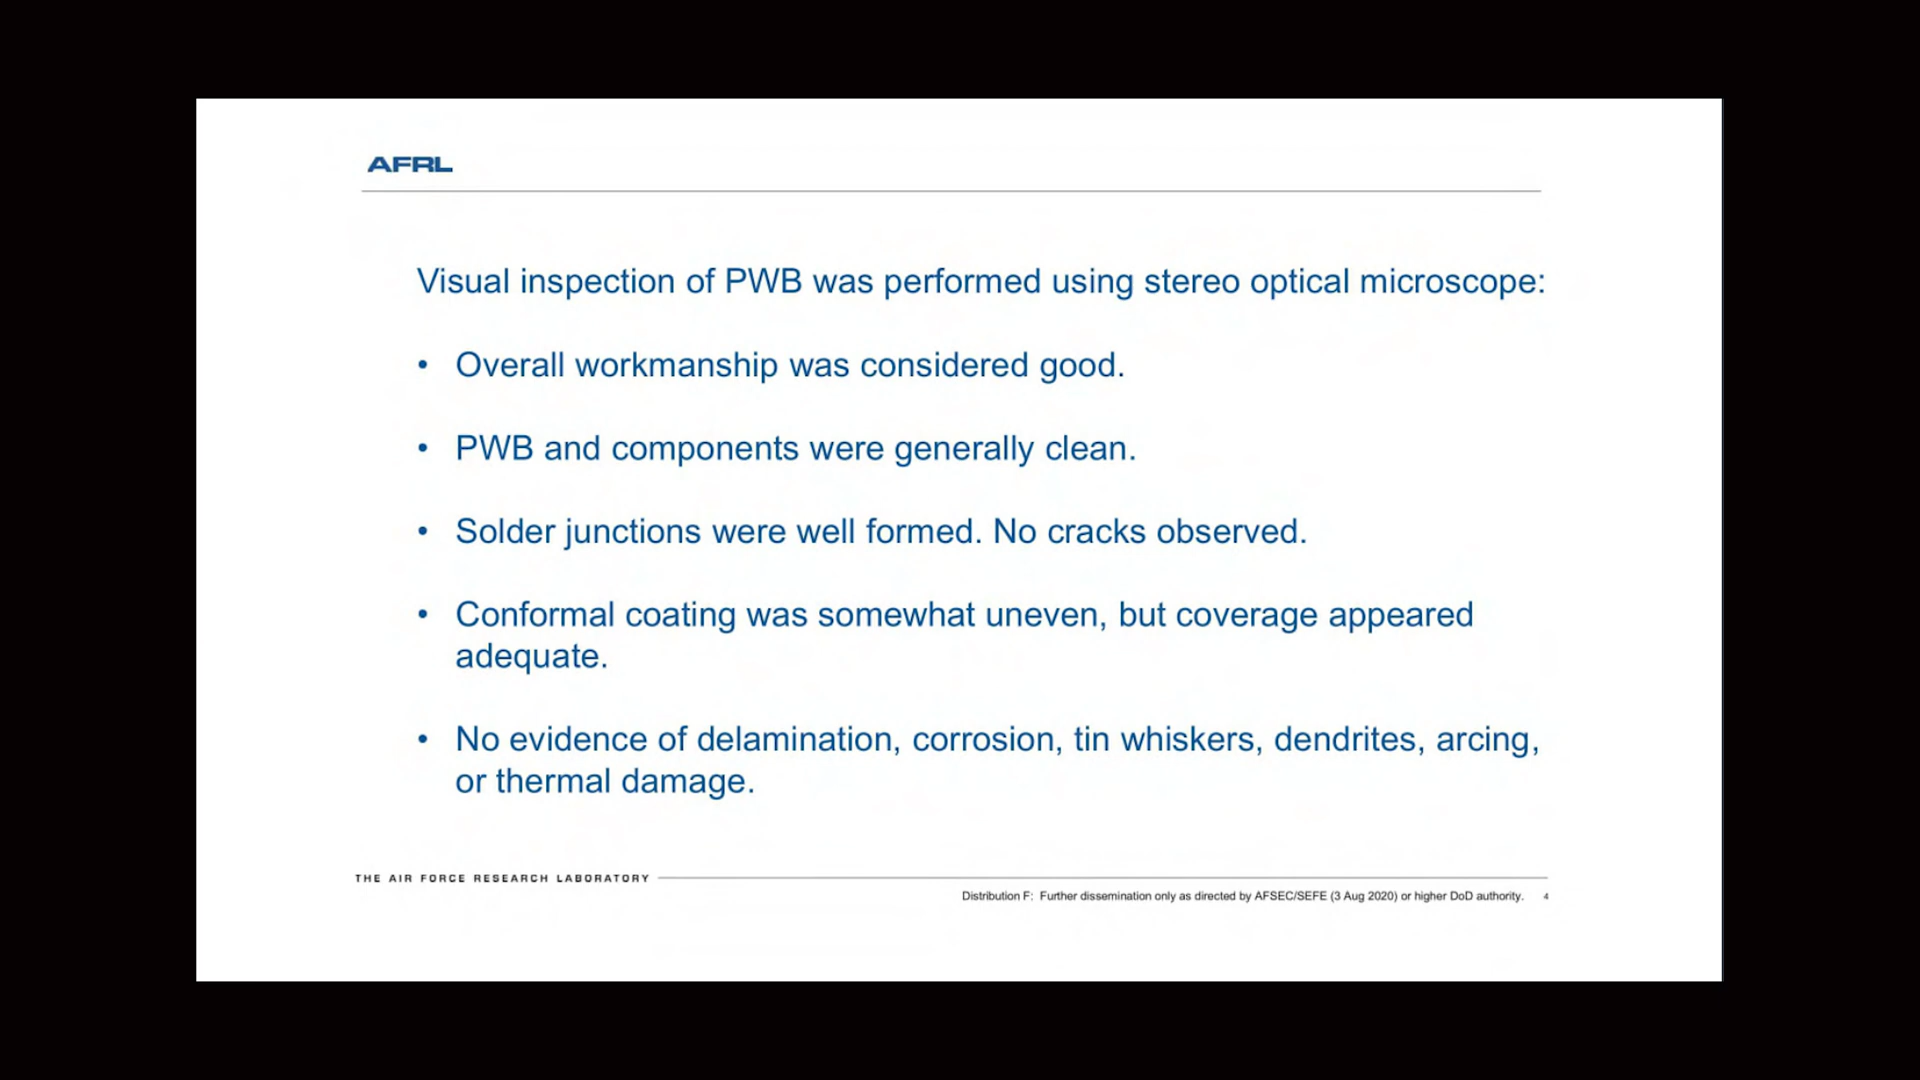 AFRL
Visual inspection of PWB was performed using stereo optical microscope:
• Overall workmanship was considered good.
• PWB and components were generally clean.
• Solder junctions were well formed. No cracks observed.
• Conformal coating was somewhat uneven, but coverage appeared
adequate.
• No evidence of delamination, corrosion, tin whiskers, dendrites, arcing,
or thermal damage.
THE AIR FORCE RESEARCH LABORATORY
Distribution F: Further dissemination only as directed by AFSEC/SEFE (3 Aug 2020) or higher DoD authority. 4